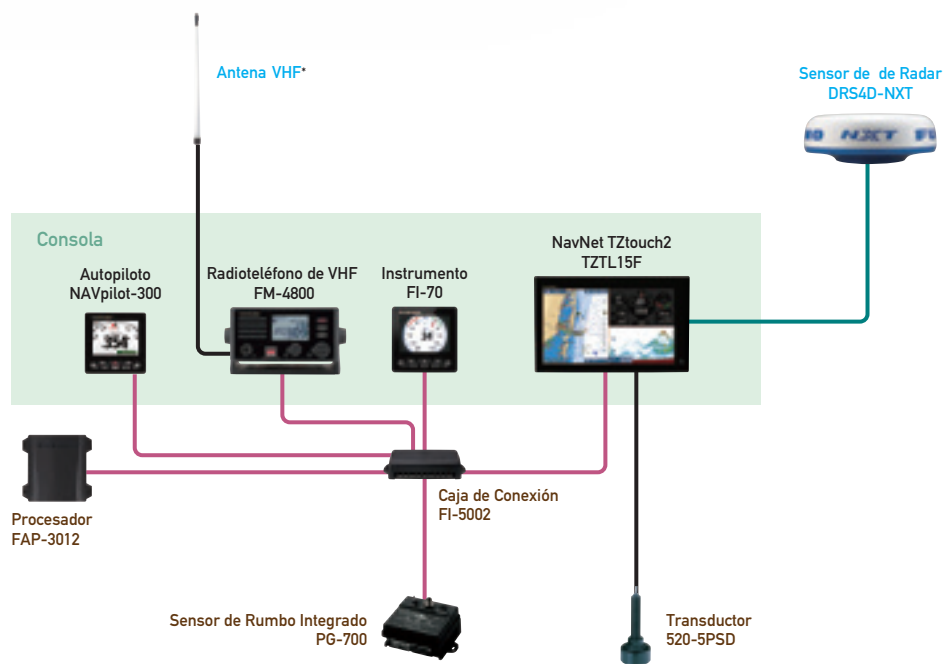 Antena VHF*
Sensor de de Radar
DRS4D-NXT
NXT
Consola
Autopiloto
NAVpilot-300
Radioteléfono de VHF
FM-4800
Instrumento
FI-70
NavNet TZtouch2
TZTL15F
354
Procesador
FAP-3012
Caja de Conexión
FI-5002
Sensor de Rumbo Integrado
PG-700
Transductor
520-5PSD